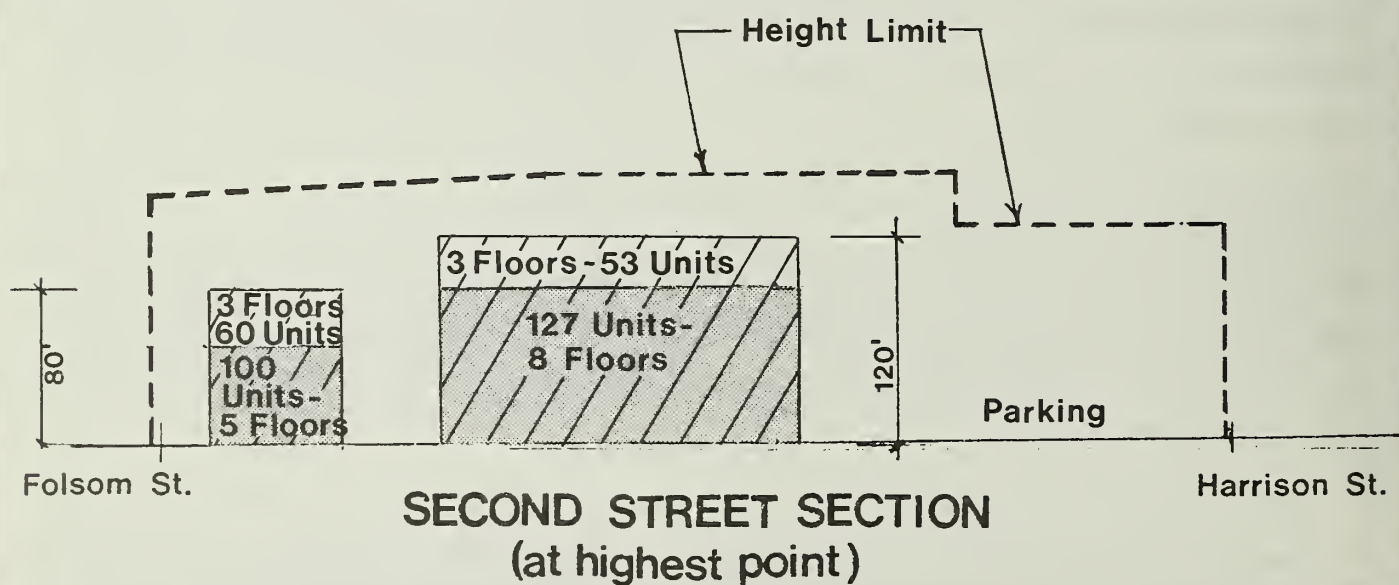 Height Limit
3 Floors-53 Units
127 Units-
8 Floors
3 Floors
60 Units
100
Units-
5 Floors
80'
120'
Parking
Folsom St.
Harrison St.
SECOND STREET SECTION
(at highest point)